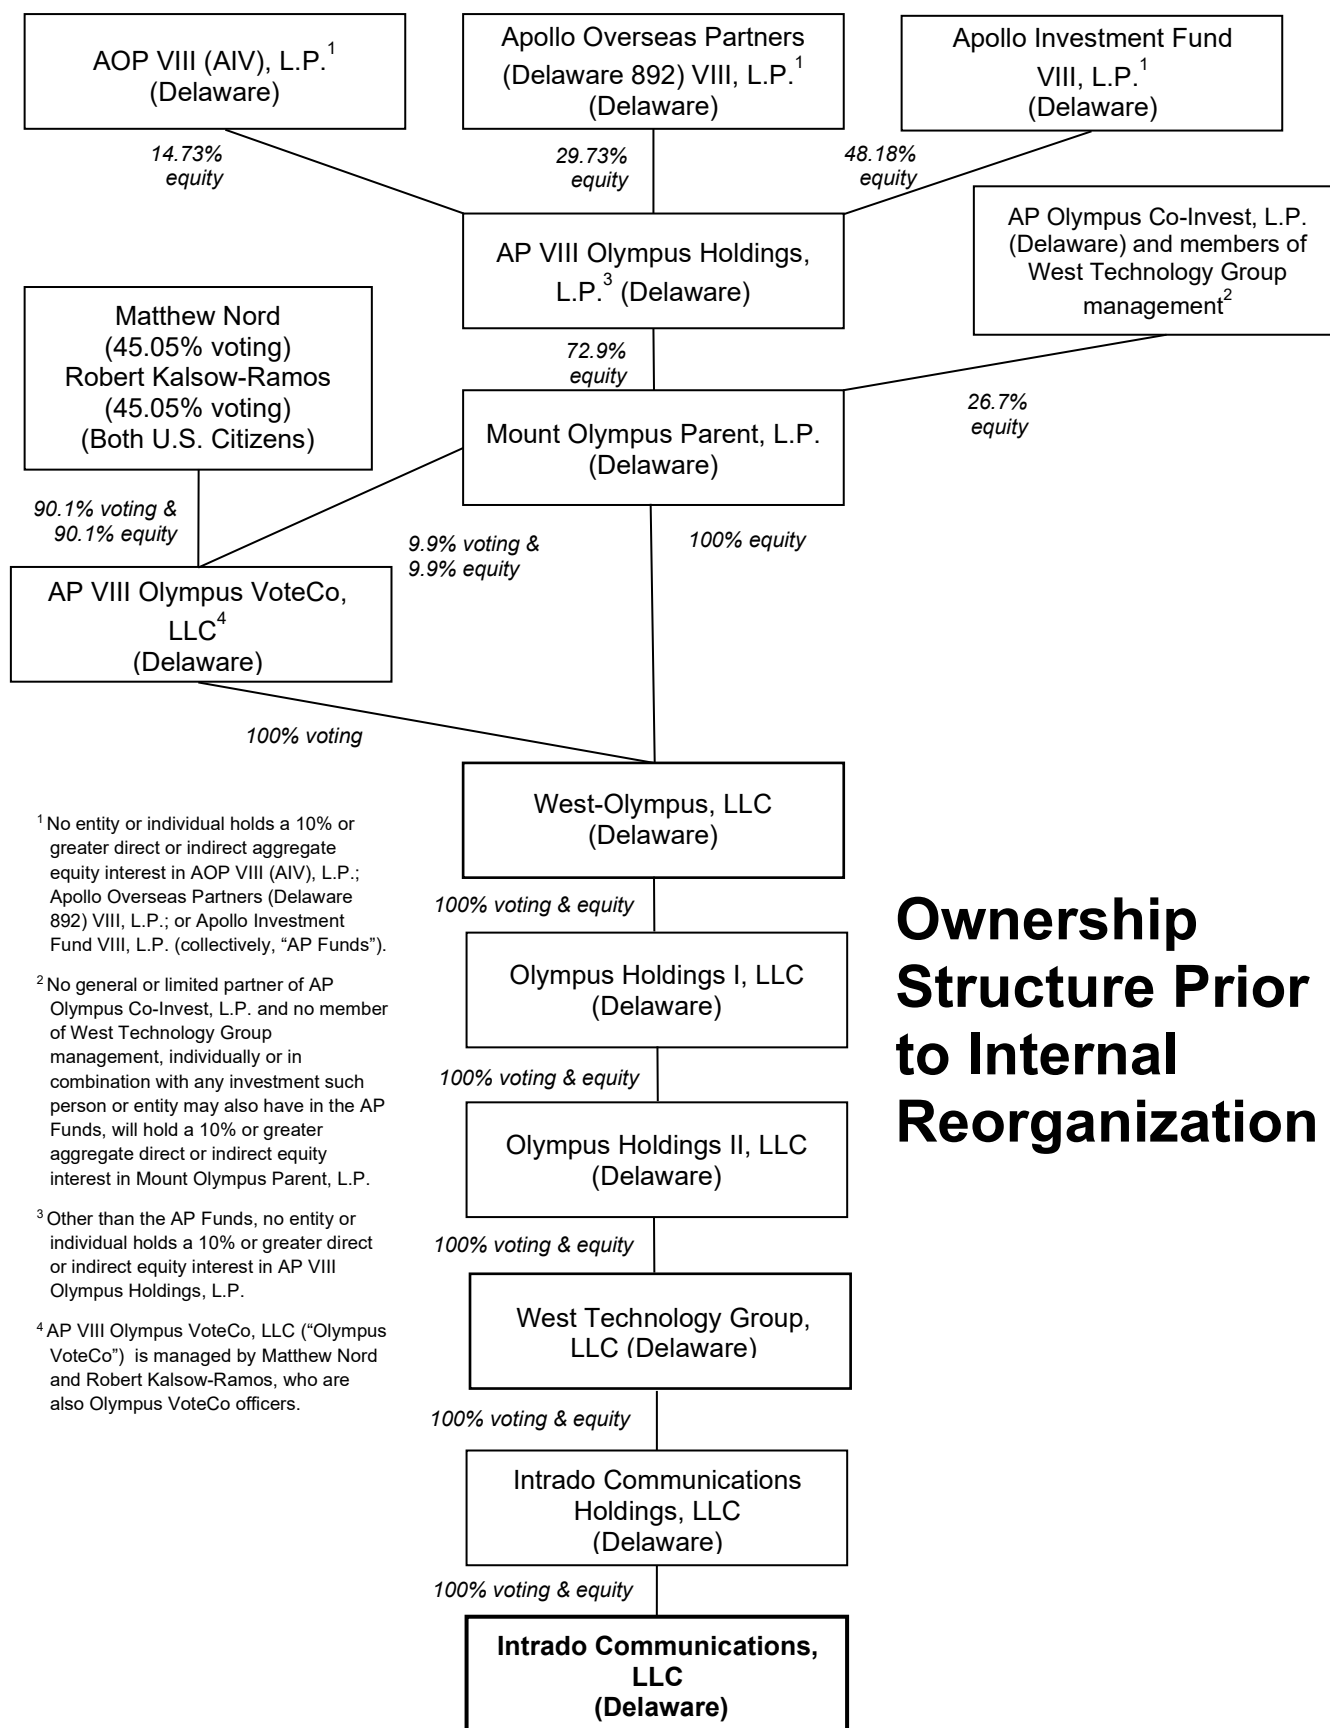 AOP VIII (AIV), L.P.1
(Delaware)
Apollo Overseas Partners
(Delaware 892) VIII, L.P.1
(Delaware)
Apollo Investment Fund
VIII, L.P.1
(Delaware)
14.73%
equity
29.73%
equity
48.18%
equity
AP VIII Olympus Holdings,
L.P.3 (Delaware)
AP Olympus Co-Invest, L.P.
(Delaware) and members of
West Technology Group
management2
Matthew Nord
(45.05% voting)
Robert Kalsow-Ramos
(45.05% voting)
(Both U.S. Citizens)
72.9%
equity
26.7%
equity
Mount Olympus Parent, L.P.
(Delaware)
90.1% voting &
90.1% equity
9.9% voting &
9.9% equity
100% equity
AP VIII Olympus VoteCo,
LLC4
(Delaware)
100% voting
West-Olympus, LLC
(Delaware)
100% voting & equity
Olympus Holdings I, LLC
(Delaware)
100% voting & equity
Olympus Holdings II, LLC
(Delaware)
100% voting & equity
West Technology Group,
LLC (Delaware)
100% voting & equity
Intrado Communications
Holdings, LLC
(Delaware)
100% voting & equity
Intrado Communications,
LLC
(Delaware)
1 No entity or individual holds a 10% or
greater direct or indirect aggregate
equity interest in AOP VIII (AIV), L.P.;
Apollo Overseas Partners (Delaware
892) VIII, L.P.; or Apollo Investment
Fund VIII, L.P. (collectively, “AP Funds”).
2 No general or limited partner of AP
Olympus Co-Invest, L.P. and no member
of West Technology Group
management, individually or in
combination with any investment such
person or entity may also have in the AP
Funds, will hold a 10% or greater
aggregate direct or indirect equity
interest in Mount Olympus Parent, L.P.
3 Other than the AP Funds, no entity or
individual holds a 10% or greater direct
or indirect equity interest in AP VIII
Olympus Holdings, L.P.
4 AP VIII Olympus VoteCo, LLC (“Olympus
VoteCo”) is managed by Matthew Nord
and Robert Kalsow-Ramos, who are
also Olympus VoteCo officers.
Ownership
Structure Prior
to Internal
Reorganization